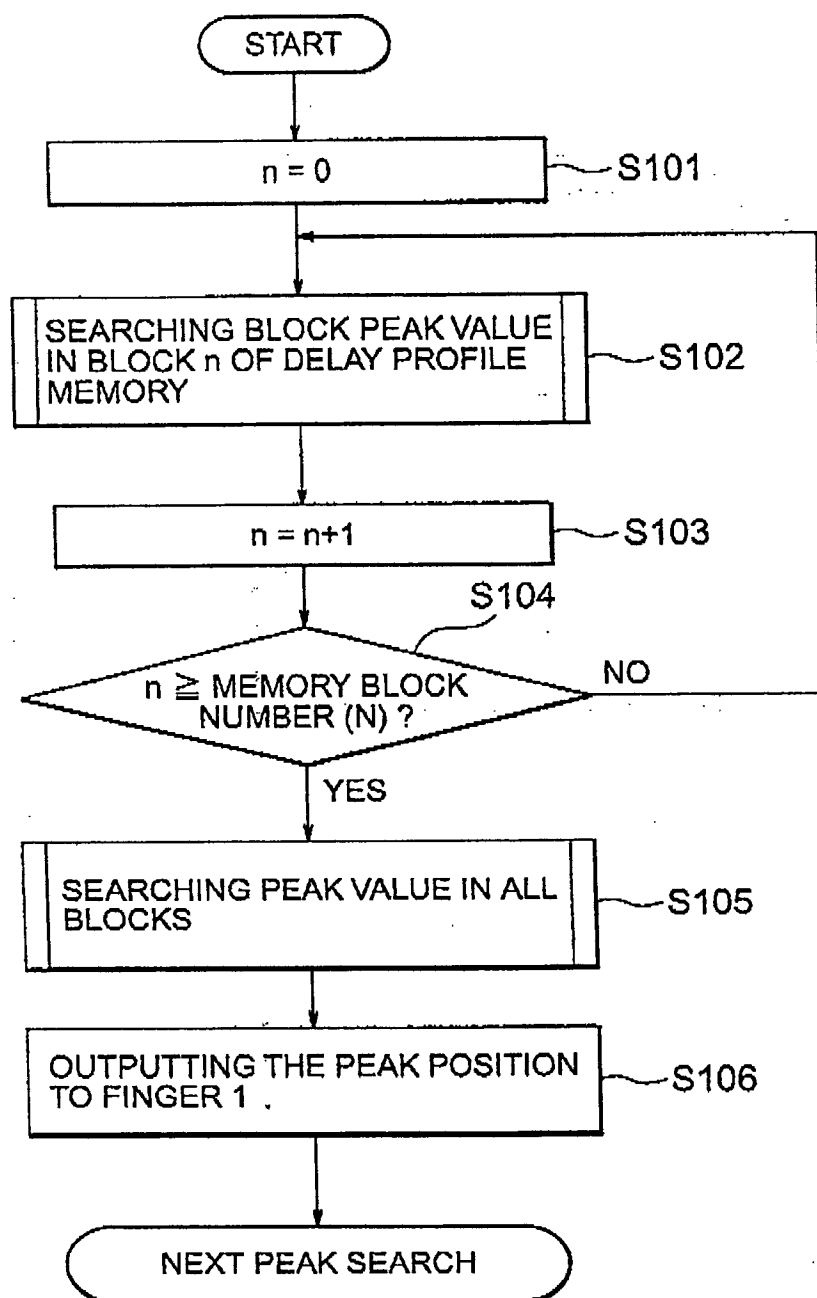 START
n = 0
S101
SEARCHING BLOCK PEAK VALUE
IN BLOCK n OF DELAY PROFILE
MEMORY
S102
n = n+1
S103
S104
n ≧ MEMORY BLOCK
NUMBER (N) ?
NO
YES
SEARCHING PEAK VALUE IN ALL
BLOCKS
S105
OUTPUTTING THE PEAK POSITION
TO FINGER 1 .
S106
NEXT PEAK SEARCH